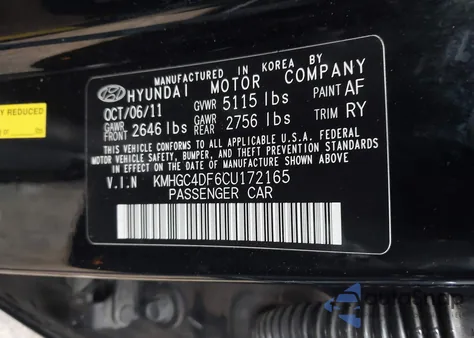 MANUFACTURED IN KOREA BY
HYUNDAI MOTOR COMPANY
OCT/06/11 GVWR 5115 lbs PAINT AF
GAWR FRONT 2646 lbs GAWR REAR 2756 lbs TRIM RY
THIS VEHICLE CONFORMS TO ALL APPLICABLE U.S.A. FEDERAL
MOTOR VEHICLE SAFETY, BUMPER, AND THEFT PREVENTION STANDARDS
IN EFFECT ON THE DATE OF MANUFACTURE SHOWN ABOVE.
V.I.N KMHGC4DF6CU172165
PASSENGER CAR
REDUCED